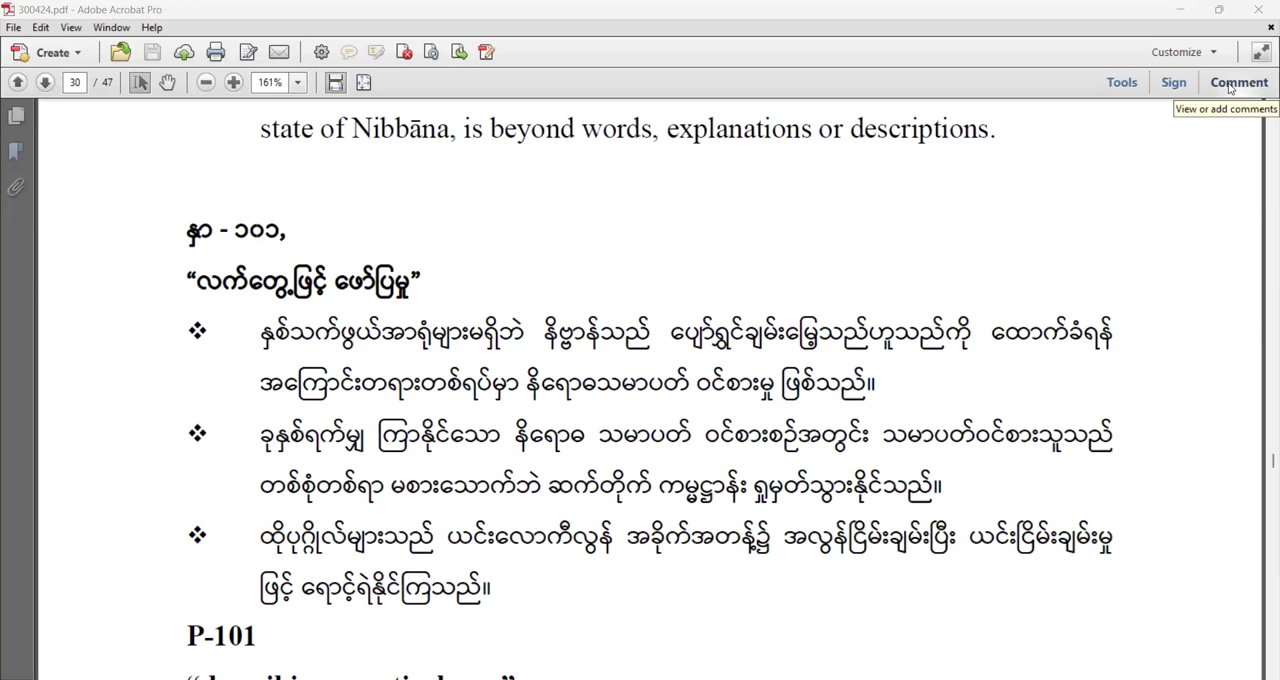 300424.pdf - Adobe Acrobat Pro
File Edit View Window Help
Create Customize
30 / 47 161% Tools Sign Comment
View or add comments
state of Nibbāna, is beyond words, explanations or descriptions.
နှာ - ၁၀၁,
“လက်တွေ့ဖြင့် ဖော်ပြမှု”
❖ နှစ်သက်ဖွယ်အာရုံများမရှိဘဲ နိဗ္ဗာန်သည် ပျော်ရွှင်ချမ်းမြေ့သည်ဟူသည်ကို ထောက်ခံရန်
အကြောင်းတရားတစ်ရပ်မှာ နိရောဓသမာပတ် ဝင်စားမှု ဖြစ်သည်။
❖ ခုနှစ်ရက်မျှ ကြာနိုင်သော နိရောဓ သမာပတ် ဝင်စားစဉ်အတွင်း သမာပတ်ဝင်စားသူသည်
တစ်စုံတစ်ရာ မစားသောက်ဘဲ ဆက်တိုက် ကမ္မဋ္ဌာန်း ရှုမှတ်သွားနိုင်သည်။
❖ ထိုပုဂ္ဂိုလ်များသည် ယင်းလောကီလွန် အခိုက်အတန့်၌ အလွန်ငြိမ်းချမ်းပြီး ယင်းငြိမ်းချမ်းမှု
ဖြင့် ရောင့်ရဲနိုင်ကြသည်။
P-101